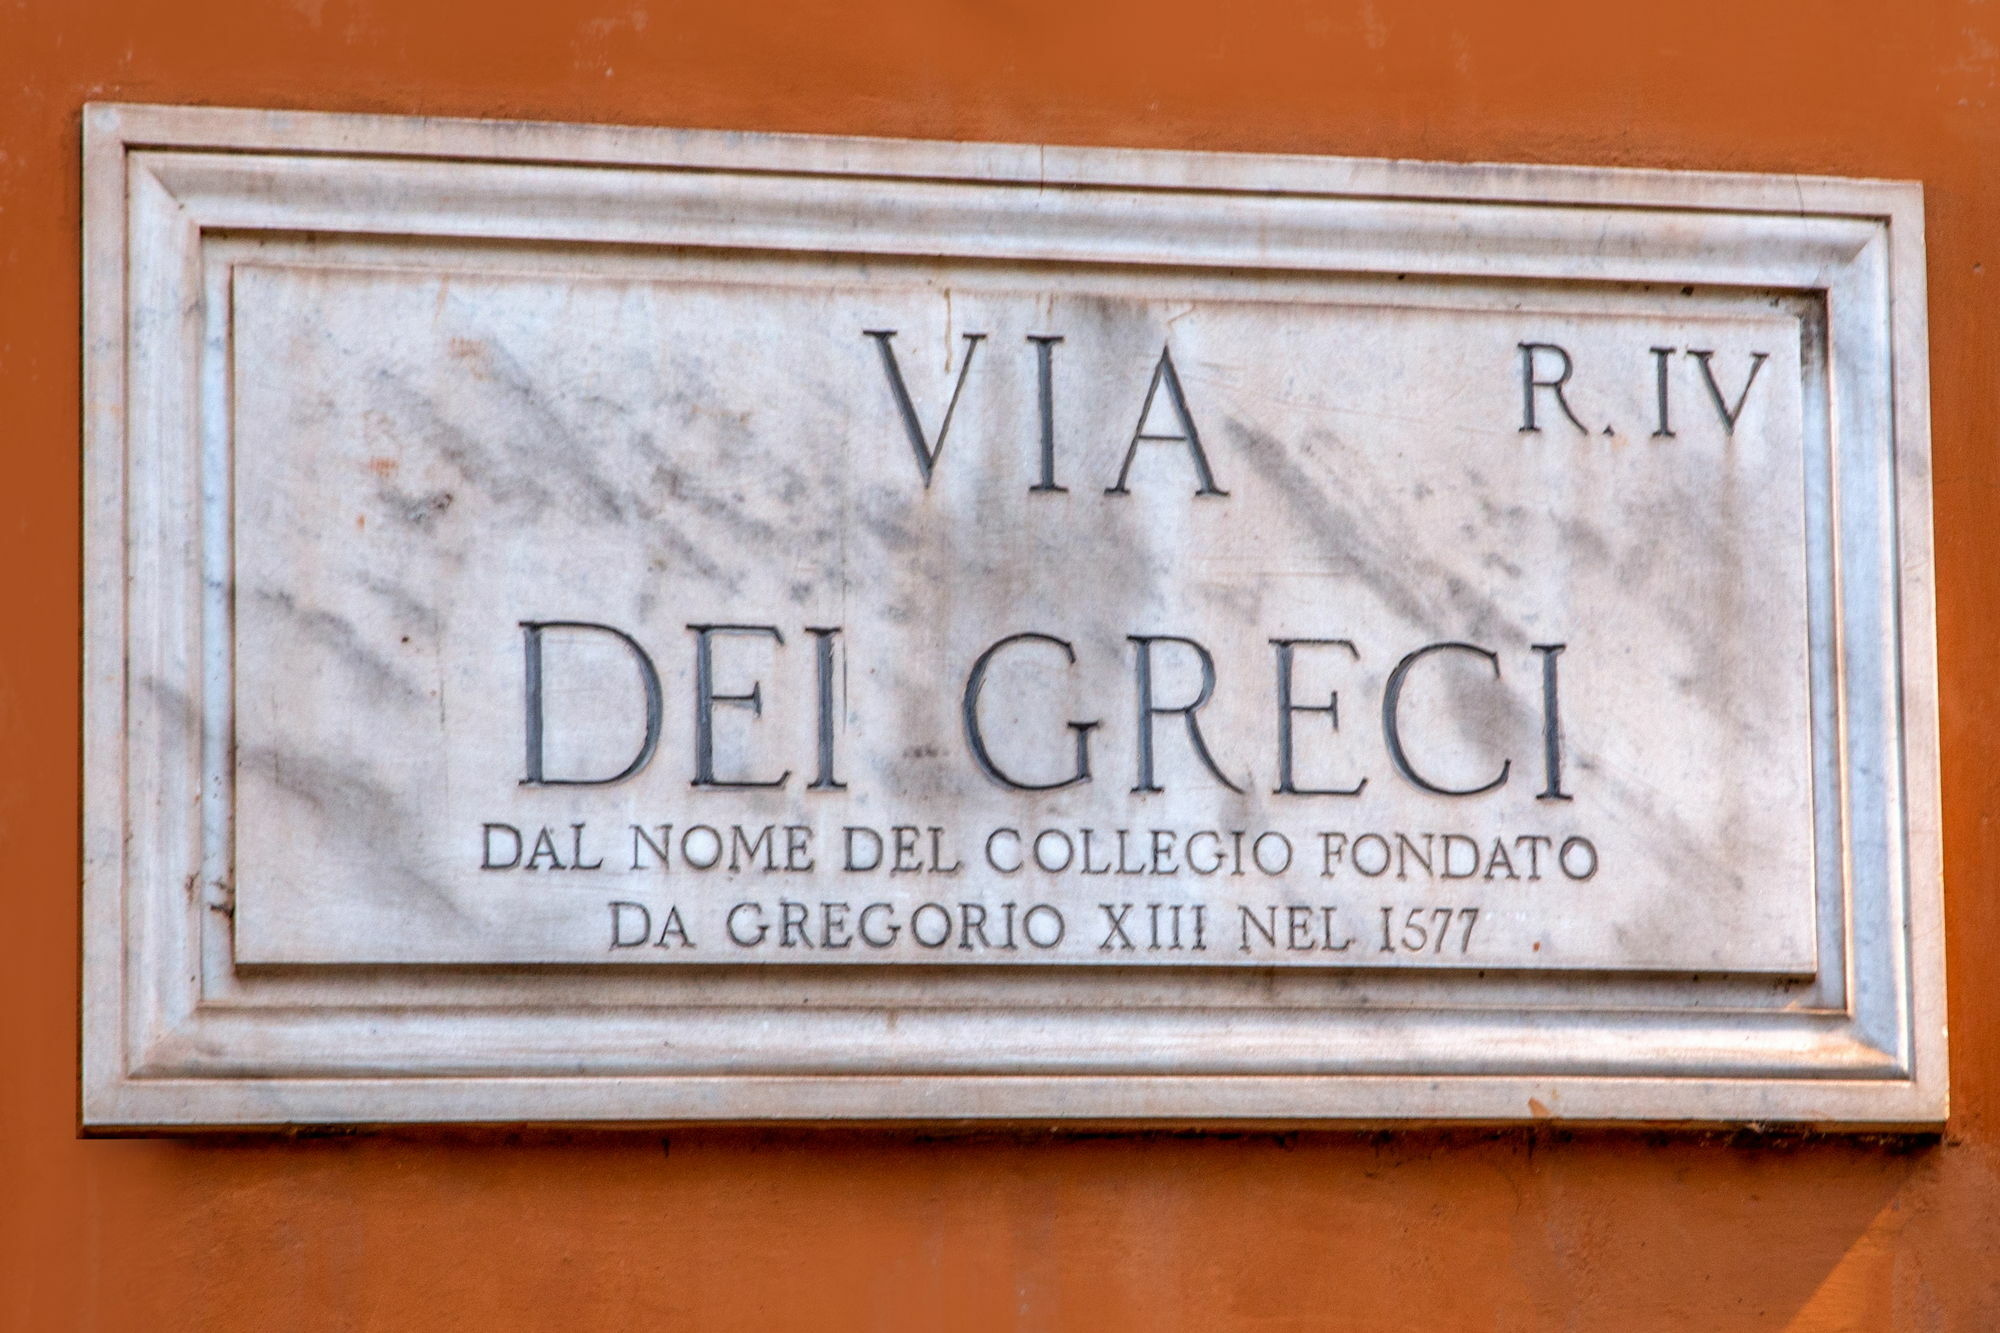 VIA
R. IV
DEI GRECI
DAL NOME DEL COLLEGIO FONDATO
DA GREGORIO XIII NEL 1577